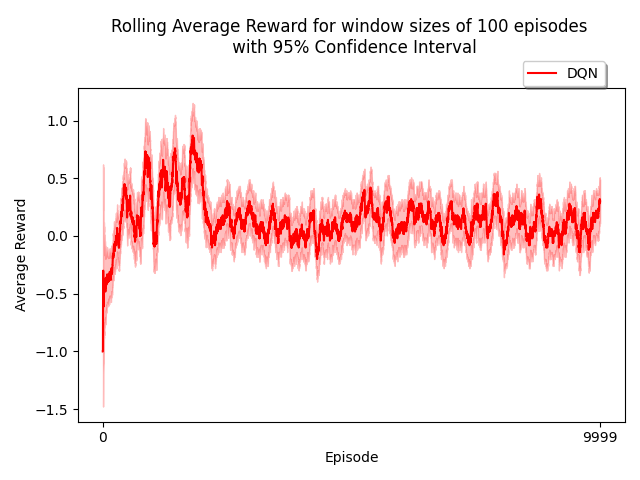 Rolling Average Reward for window sizes of 100 episodes
with 95% Confidence Interval
DQN
1.0
0.5
0.0
−0.5
−1.0
−1.5
Average Reward
0
9999
Episode